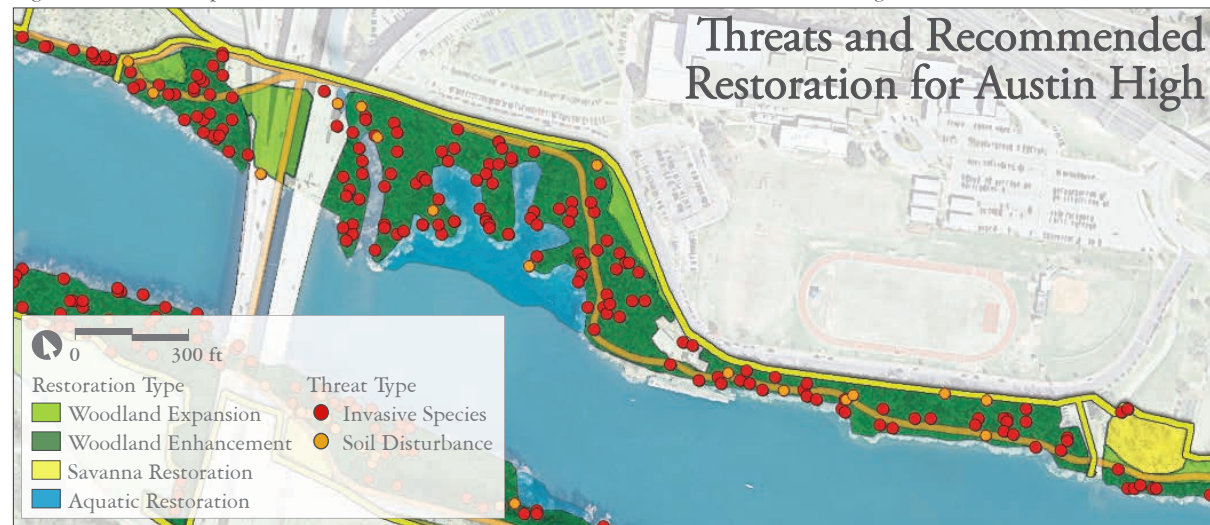 Threats and Recommended
Restoration for Austin High
0 300 ft
Restoration Type
Woodland Expansion
Woodland Enhancement
Savanna Restoration
Aquatic Restoration
Threat Type
Invasive Species
Soil Disturbance